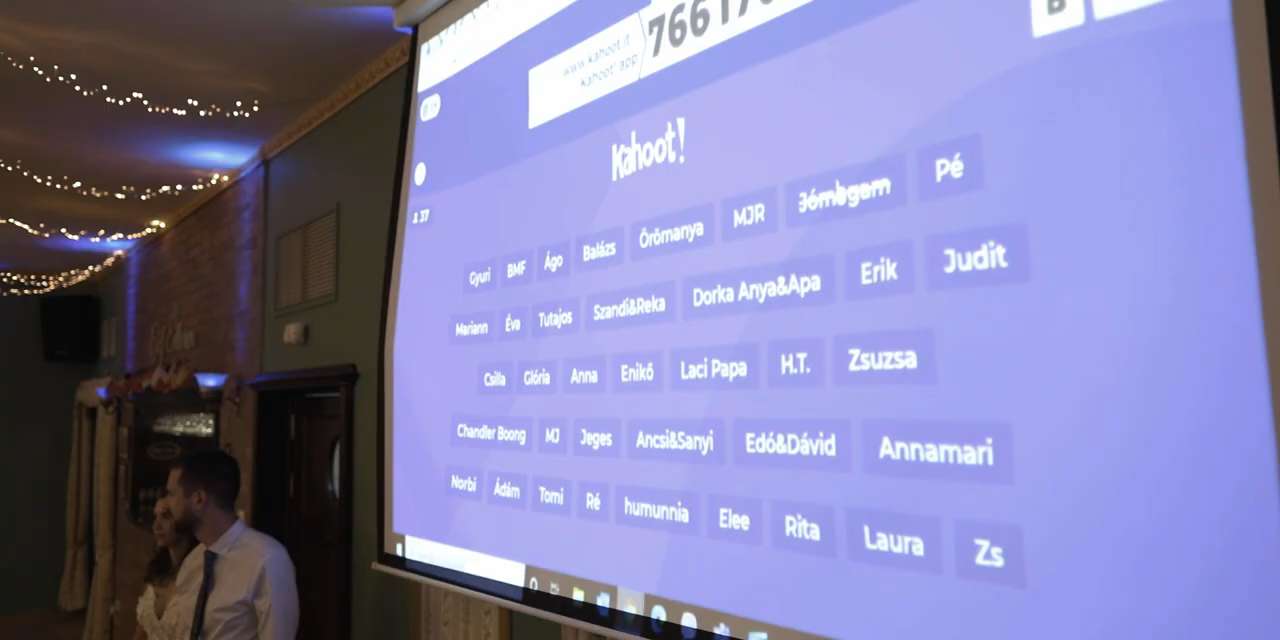 www.kahoot.it
Kahoot! app
Kahoot!
37
Gyuri BMF Ágo Balázs Örömanya MJR Pé
Mariann Éva Tutajos Szandi&Reka Dorka Anya&Apa Erik Judit
Csilla Glória Anna Enikő Laci Papa H.T. Zsuzsa
Chandler Boong MJ Jeges Ancsi&Sanyi Edó&Dávid Annamari
Norbi Ádám Tomi Ré humunnia Elee Rita Laura Zs